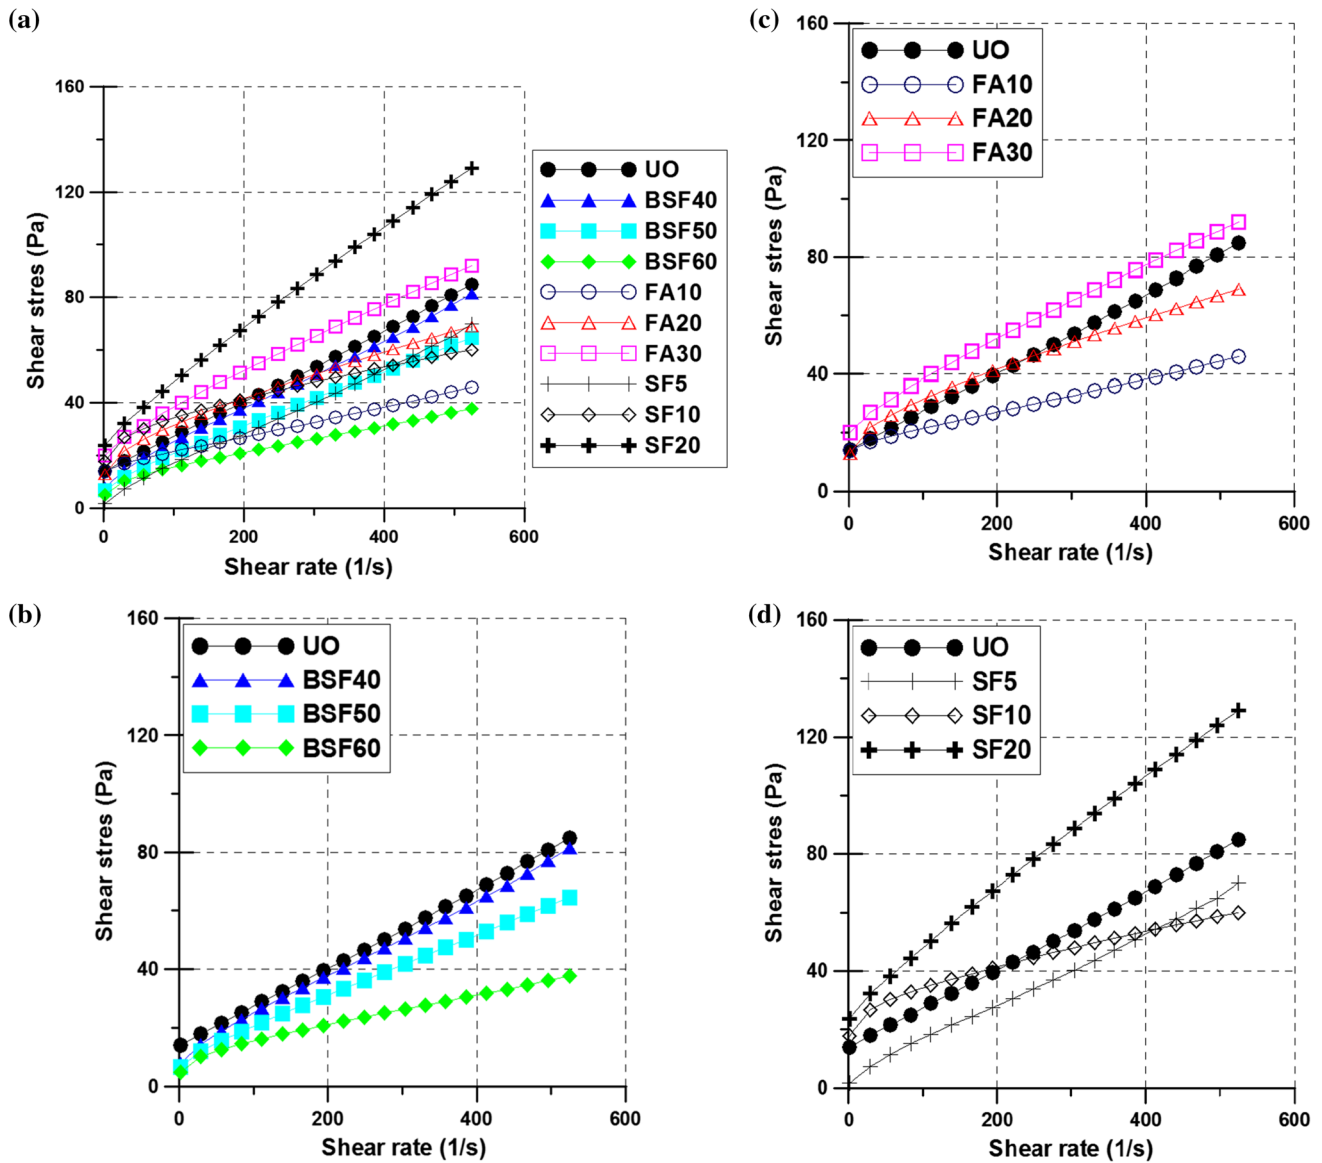 (a)
160
120
80
40
0
0 200 400 600
Shear stres (Pa)
Shear rate (1/s)
UO
BSF40
BSF50
BSF60
FA10
FA20
FA30
SF5
SF10
SF20
(c)
160
120
80
40
0
0 200 400 600
Shear stres (Pa)
Shear rate (1/s)
UO
FA10
FA20
FA30
(b)
160
120
80
40
0
0 200 400 600
Shear stres (Pa)
Shear rate (1/s)
UO
BSF40
BSF50
BSF60
(d)
160
120
80
40
0
0 200 400 600
Shear stres (Pa)
Shear rate (1/s)
UO
SF5
SF10
SF20